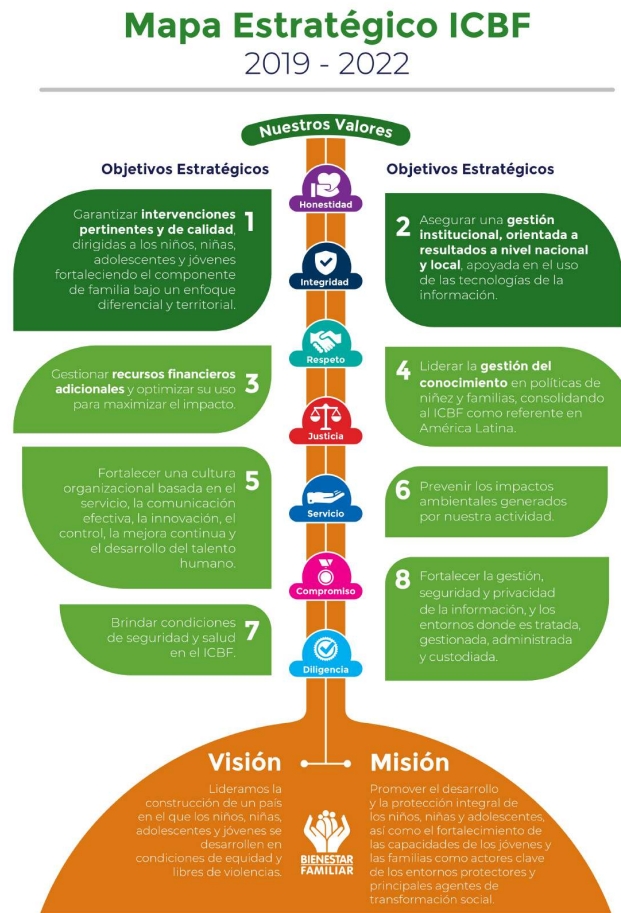 Mapa Estratégico ICBF
2019 - 2022
Nuestros Valores
Objetivos Estratégicos
Objetivos Estratégicos
Honestidad
Integridad
Respeto
Justicia
Servicio
Compromiso
Diligencia
1
Garantizar intervenciones
pertinentes y de calidad,
dirigidas a los niños, niñas,
adolescentes y jóvenes
fortaleciendo el componente
de familia bajo un enfoque
diferencial y territorial.
2
Asegurar una gestión
institucional, orientada a
resultados a nivel nacional
y local, apoyada en el uso
de las tecnologías de la
información.
3
Gestionar recursos financieros
adicionales y optimizar su uso
para maximizar el impacto.
4
Liderar la gestión del
conocimiento en políticas de
niñez y familias, consolidando
al ICBF como referente en
América Latina.
5
Fortalecer una cultura
organizacional basada en el
servicio, la comunicación
efectiva, la innovación, el
control, la mejora continua y
el desarrollo del talento
humano.
6
Prevenir los impactos
ambientales generados
por nuestra actividad.
7
Brindar condiciones
de seguridad y salud
en el ICBF.
8
Fortalecer la gestión,
seguridad y privacidad
de la información, y los
entornos donde es tratada,
gestionada, administrada
y custodiada.
Visión
Lideramos la
construcción de un país
en el que los niños, niñas,
adolescentes y jóvenes se
desarrollen en
condiciones de equidad y
libres de violencias.
BIENESTAR
FAMILIAR
Misión
Promover el desarrollo
y la protección integral de
los niños, niñas y adolescentes,
así como el fortalecimiento de
las capacidades de los jóvenes y
las familias como actores clave
de los entornos protectores y
principales agentes de
transformación social.